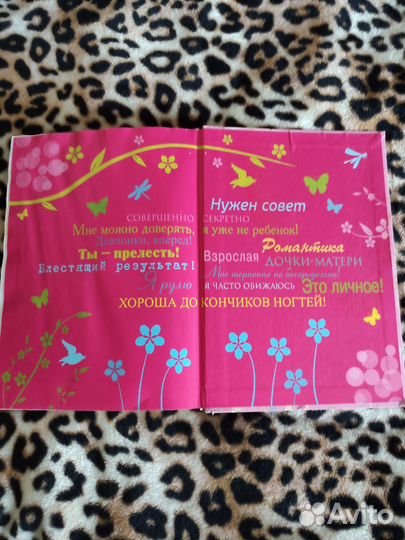 Нужен совет
СОВЕРШЕННО СЕКРЕТНО
Мне можно доверять, я уже не ребенок!
Девчонки, вперед!
Романтика
Ты – прелесть!
Взрослая
ДОЧКИ-МАТЕРИ
Блестящий результат!
Мое терпение не беспредельно!
Я рулю
Я ЧАСТО ОБИЖАЮСЬ
Это личное!
ХОРОША ДО КОНЧИКОВ НОГТЕЙ!
Avito